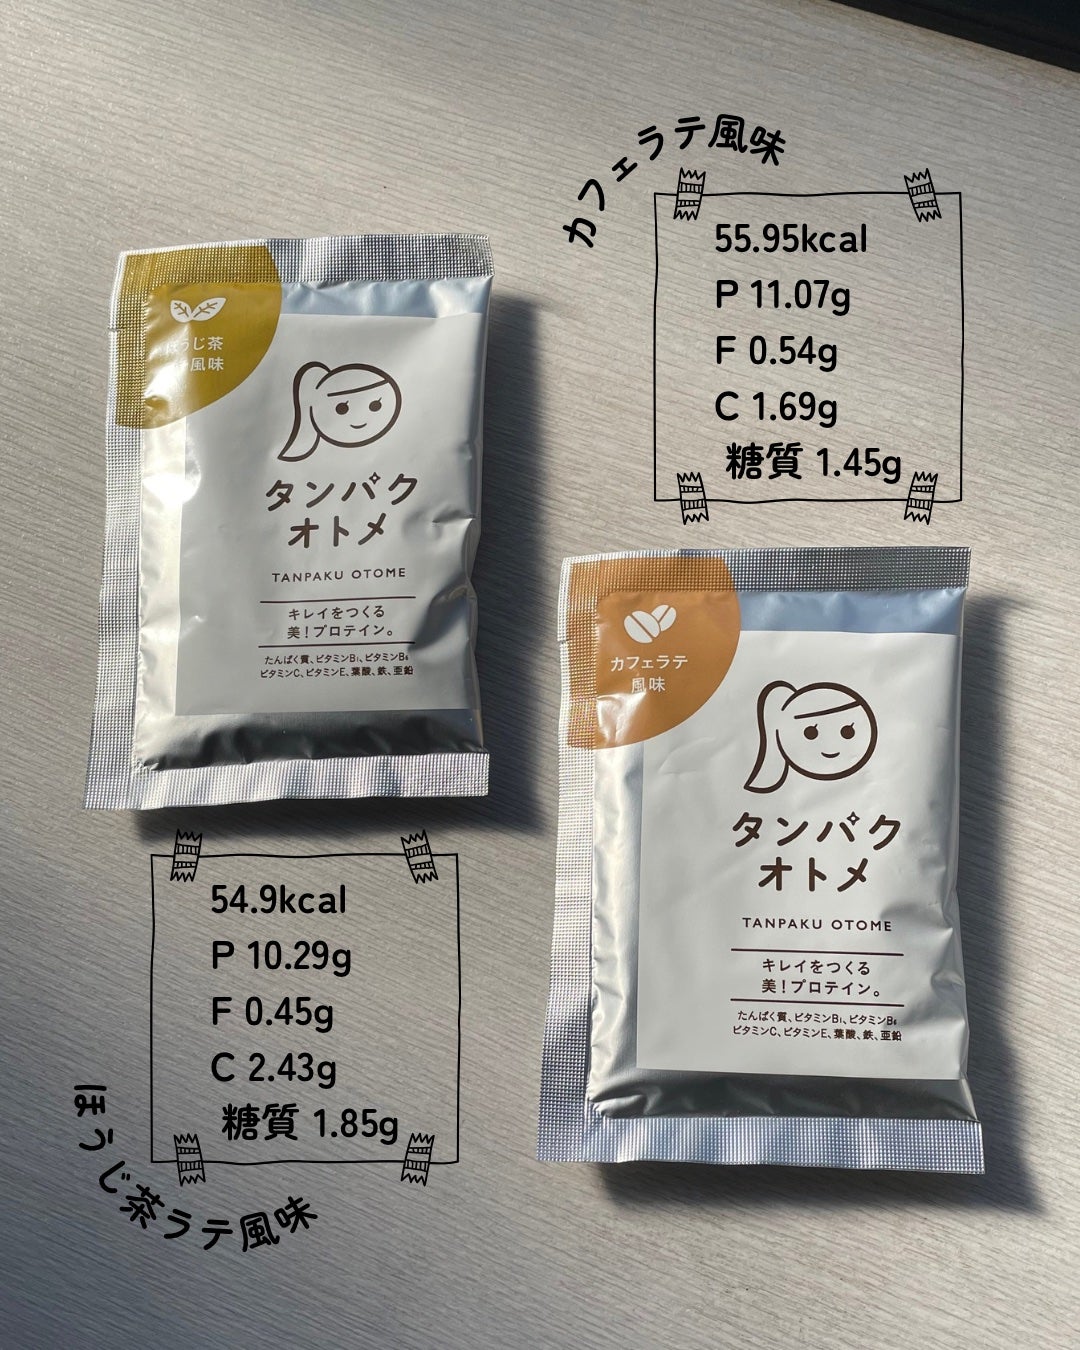 カフェラテ風味
55.95kcal
P 11.07g
F 0.54g
C 1.69g
糖質 1.45g
うじ茶
風味
タンパク
オトメ
TANPAKU OTOME
キレイをつくる
美!プロテイン。
たんぱく質、ビタミンB₁、ビタミンB₆
ビタミンC、ビタミンE、葉酸、鉄、亜鉛
カフェラテ
風味
タンパク
オトメ
TANPAKU OTOME
キレイをつくる
美!プロテイン。
たんぱく質、ビタミンB₁、ビタミンB₆
ビタミンC、ビタミンE、葉酸、鉄、亜鉛
54.9kcal
P 10.29g
F 0.45g
C 2.43g
糖質 1.85g
ほうじ茶ラテ風味